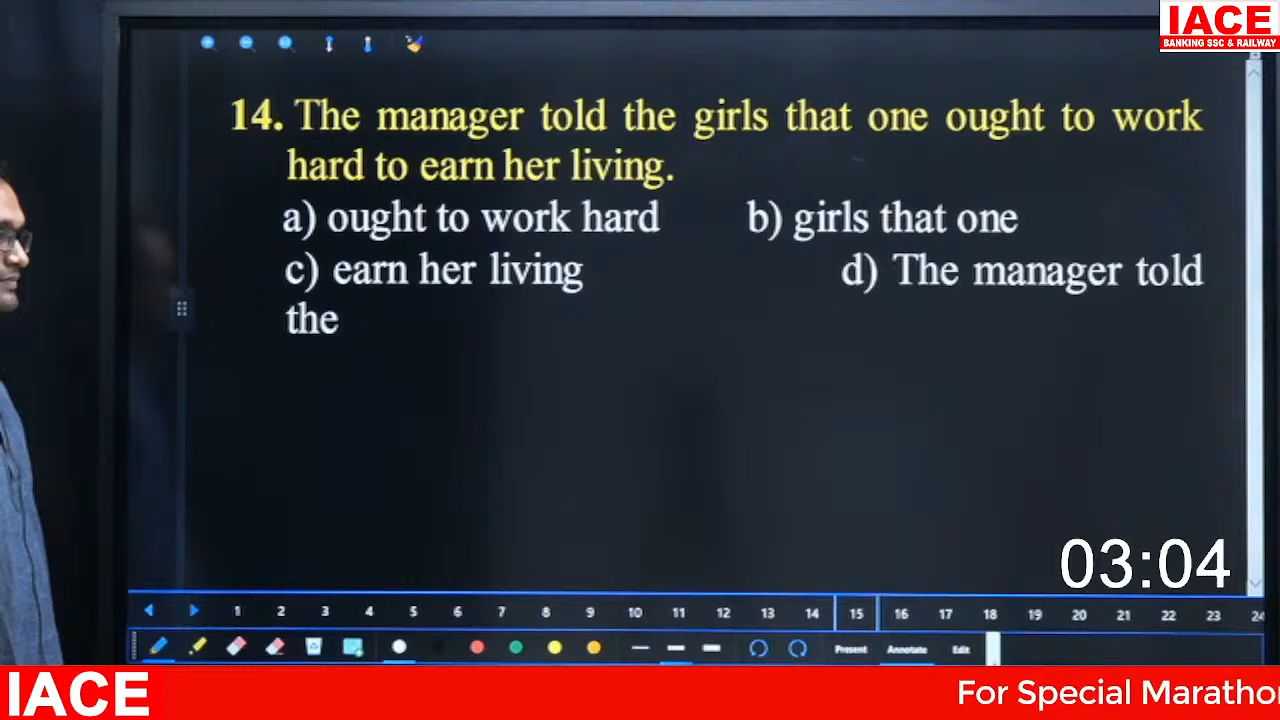 IACE
BANKING SSC & RAILWAY
14. The manager told the girls that one ought to work
hard to earn her living.
a) ought to work hard b) girls that one
c) earn her living d) The manager told
the
03:04
1 2 3 4 5 6 7 8 9 10 11 12 13 14 15 16 17 18 19 20 21 22 23 24
Present Annotate Edit
IACE For Special Maratho